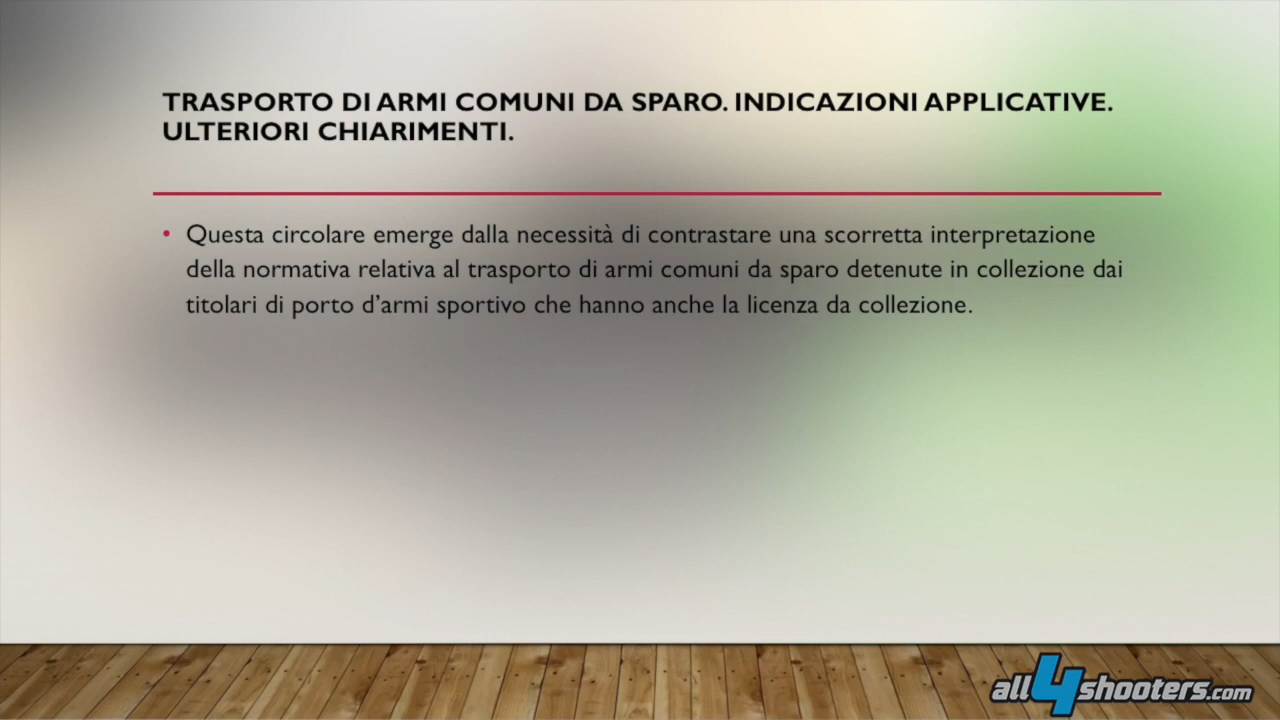 TRASPORTO DI ARMI COMUNI DA SPARO. INDICAZIONI APPLICATIVE.
ULTERIORI CHIARIMENTI.
• Questa circolare emerge dalla necessità di contrastare una scorretta interpretazione
della normativa relativa al trasporto di armi comuni da sparo detenute in collezione dai
titolari di porto d’armi sportivo che hanno anche la licenza da collezione.
all4shooters.com